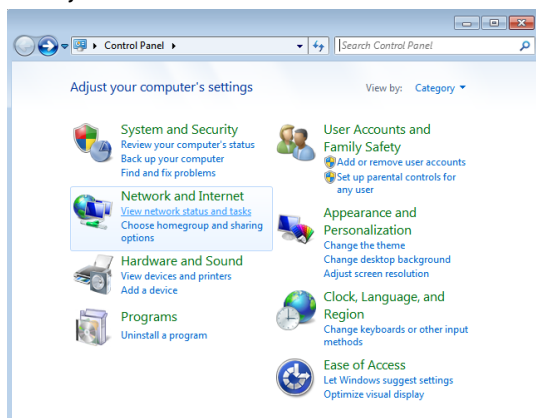 Control Panel
Search Control Panel
Adjust your computer's settings
View by: Category
System and Security
Review your computer's status
Back up your computer
Find and fix problems
Network and Internet
View network status and tasks
Choose homegroup and sharing
options
Hardware and Sound
View devices and printers
Add a device
Programs
Uninstall a program
User Accounts and
Family Safety
Add or remove user accounts
Set up parental controls for
any user
Appearance and
Personalization
Change the theme
Change desktop background
Adjust screen resolution
Clock, Language, and
Region
Change keyboards or other input
methods
Ease of Access
Let Windows suggest settings
Optimize visual display